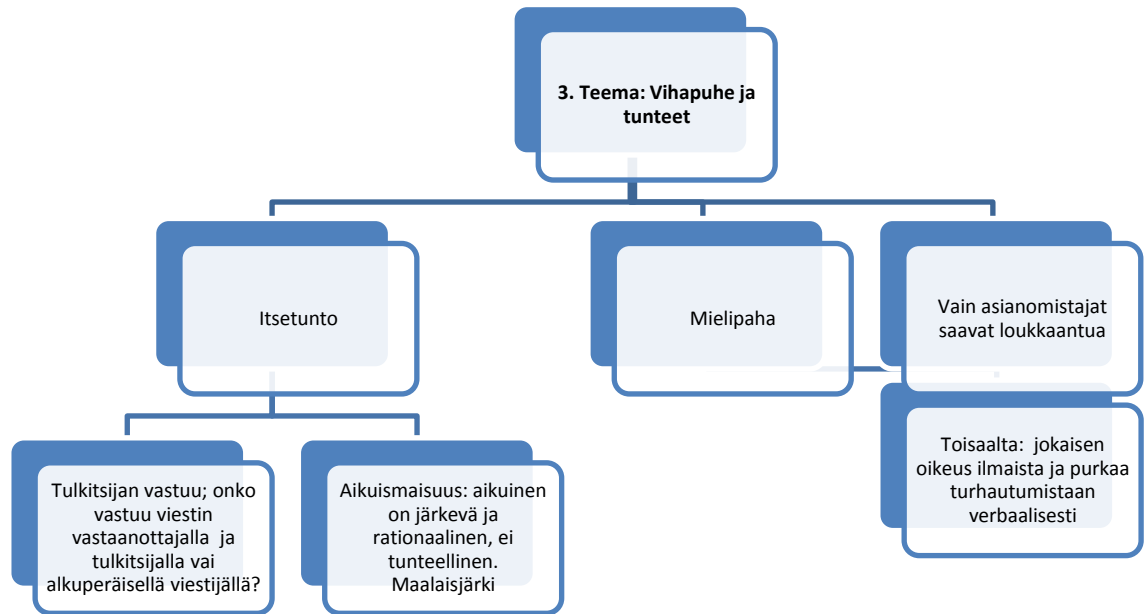 3. Teema: Vihapuhe ja
tunteet
Itsetunto
Mielipaha
Vain asianomistajat
saavat loukkaantua
Tulkitsijan vastuu; onko
vastuu viestin
vastaanottajalla ja
tulkitsijalla vai
alkuperäisellä viestijällä?
Aikuismaisuus: aikuinen
on järkevä ja
rationaalinen, ei
tunteellinen.
Maalaisjärki
Toisaalta: jokaisen
oikeus ilmaista ja purkaa
turhautumistaan
verbaalisesti